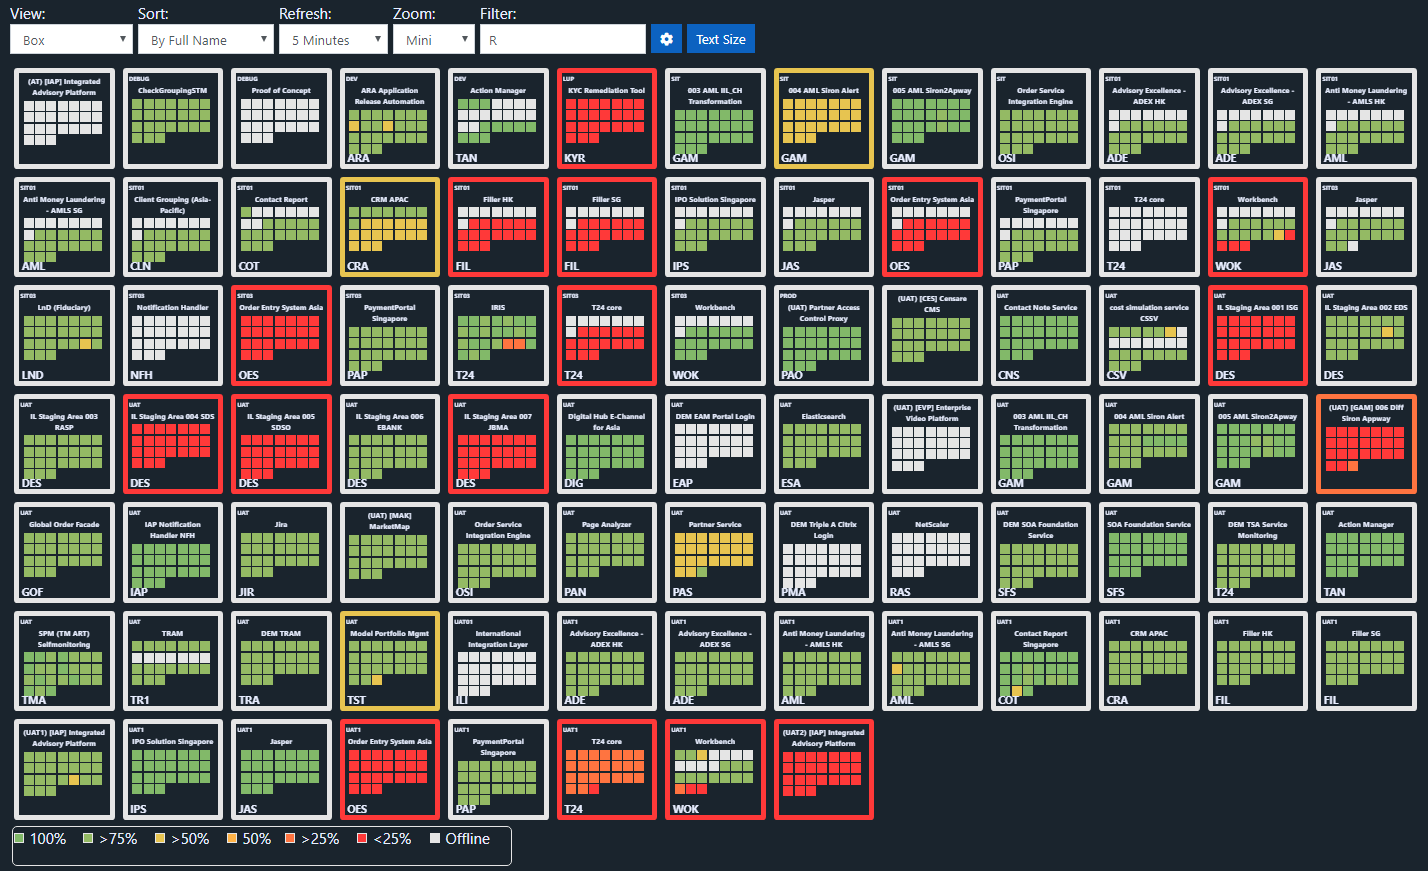 View: Sort: Refresh: Zoom: Filter:
Box By Full Name 5 Minutes Mini R Text Size
(AT) [IAP] Integrated
Advisory Platform
DEBUG
CheckGroupingSTM
DEBUG
Proof of Concept
DEV
ARA Application
Release Automation
ARA
DEV
Action Manager
TAN
LUP
KYC Remediation Tool
KYR
SIT
003 AML IIL_CH
Transformation
GAM
SIT
004 AML Siron Alert
GAM
SIT
005 AML Siron2Apway
GAM
SIT
Order Service
Integration Engine
OSI
SIT01
Advisory Excellence -
ADEX HK
ADE
SIT01
Advisory Excellence -
ADEX SG
ADE
SIT01
Anti Money Laundering
- AMLS HK
AML
SIT01
Anti Money Laundering
- AMLS SG
AML
SIT01
Client Grouping (Asia-
Pacific)
CLN
SIT01
Contact Report
COT
SIT01
CRM APAC
CRA
SIT01
Filler HK
FIL
SIT01
Filler SG
FIL
SIT01
IPO Solution Singapore
IPS
SIT01
Jasper
JAS
SIT01
Order Entry System Asia
OES
SIT01
PaymentPortal
Singapore
PAP
SIT01
T24 core
T24
SIT01
Workbench
WOK
SIT03
Jasper
JAS
SIT03
LnD (Fiduciary)
LND
SIT03
Notification Handler
NFH
SIT03
Order Entry System Asia
OES
SIT03
PaymentPortal
Singapore
PAP
SIT03
IRIS
T24
SIT03
T24 core
T24
SIT03
Workbench
WOK
PROD
(UAT) Partner Access
Control Proxy
PAO
(UAT) [CES] Censare
CMS
UAT
Contact Note Service
CNS
UAT
cost simulation service
CSSV
CSV
UAT
IL Staging Area 001 ISG
DES
UAT
IL Staging Area 002 EDS
DES
UAT
IL Staging Area 003
RASP
DES
UAT
IL Staging Area 004 SDS
DES
UAT
IL Staging Area 005
SDSO
DES
UAT
IL Staging Area 006
EBANK
DES
UAT
IL Staging Area 007
JBMA
DES
UAT
Digital Hub E-Channel
for Asia
DIG
UAT
DEM EAM Portal Login
EAP
UAT
Elasticsearch
ESA
(UAT) [EVP] Enterprise
Video Platform
UAT
003 AML IIL_CH
Transformation
GAM
UAT
004 AML Siron Alert
GAM
UAT
005 AML Siron2Apway
GAM
(UAT) [GAM] 006 Diff
Siron Appway
UAT
Global Order Facade
GOF
UAT
IAP Notification
Handler NFH
IAP
UAT
Jira
JIR
(UAT) [MAK]
MarketMap
UAT
Order Service
Integration Engine
OSI
UAT
Page Analyzer
PAN
UAT
Partner Service
PAS
UAT
DEM Triple A Citrix
Login
PMA
UAT
NetScaler
RAS
UAT
DEM SOA Foundation
Service
SFS
UAT
SOA Foundation Service
SFS
UAT
DEM TSA Service
Monitoring
T24
UAT
Action Manager
TAN
UAT
SPM (TM ART)
Selfmonitoring
TMA
UAT
TRAM
TR1
UAT
DEM TRAM
TRA
UAT
Model Portfolio Mgmt
TST
UAT01
International
Integration Layer
ILI
UAT1
Advisory Excellence -
ADEX HK
ADE
UAT1
Advisory Excellence -
ADEX SG
ADE
UAT1
Anti Money Laundering
- AMLS HK
AML
UAT1
Anti Money Laundering
- AMLS SG
AML
UAT1
Contact Report
Singapore
COT
UAT1
CRM APAC
CRA
UAT1
Filler HK
FIL
UAT1
Filler SG
FIL
(UAT1) [IAP] Integrated
Advisory Platform
UAT1
IPO Solution Singapore
IPS
UAT1
Jasper
JAS
UAT1
Order Entry System Asia
OES
UAT1
PaymentPortal
Singapore
PAP
UAT1
T24 core
T24
UAT1
Workbench
WOK
(UAT2) [IAP] Integrated
Advisory Platform
100% >75% >50% 50% >25% <25% Offline